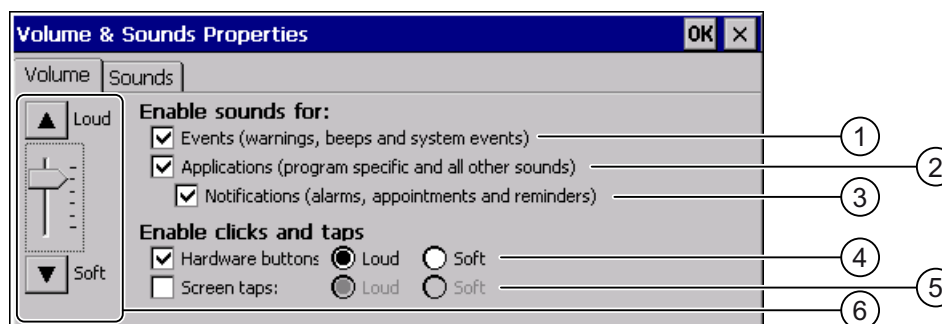 Volume & Sounds Properties OK ×
Volume Sounds
Loud
Enable sounds for:
Events (warnings, beeps and system events) 1
Applications (program specific and all other sounds) 2
Notifications (alarms, appointments and reminders) 3
Enable clicks and taps
Hardware buttons Loud Soft 4
Soft
Screen taps: Loud Soft 5
6